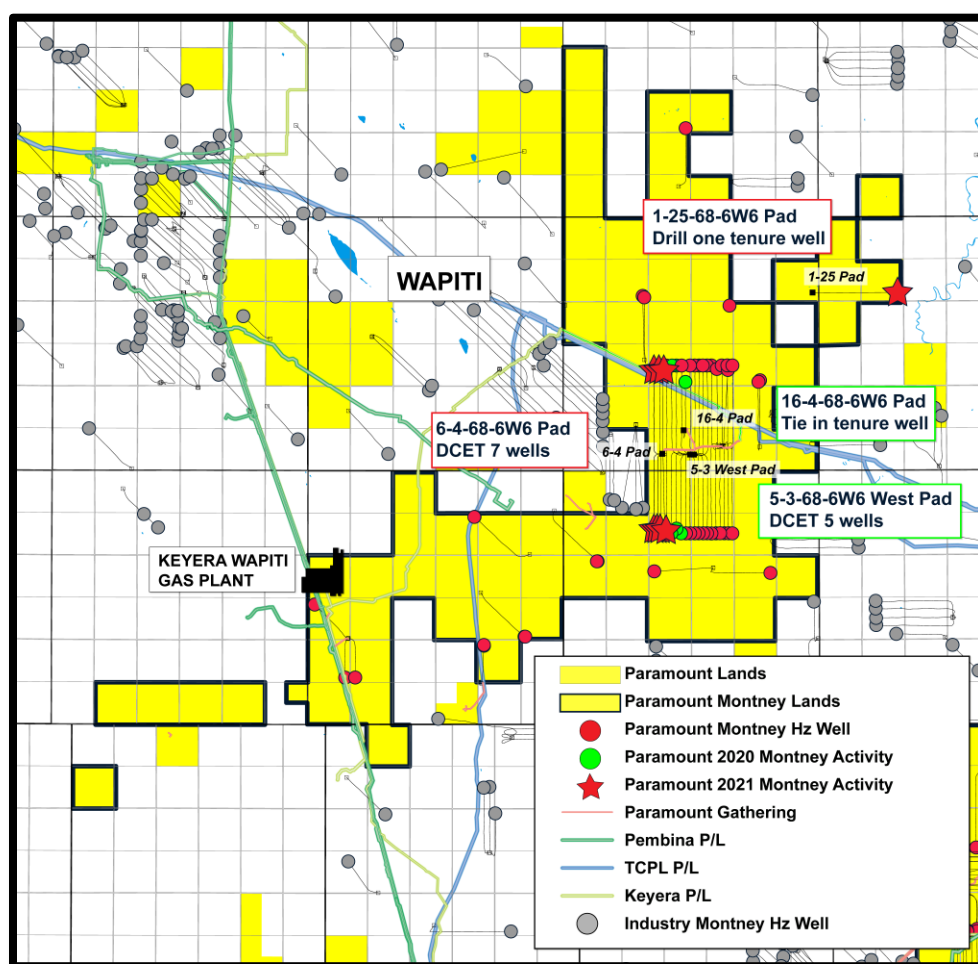 1-25-68-6W6 Pad
Drill one tenure well
1-25 Pad
WAPITI
16-4-68-6W6 Pad
Tie in tenure well
6-4-68-6W6 Pad
DCET 7 wells
16-4 Pad
6-4 Pad
5-3 West Pad
5-3-68-6W6 West Pad
DCET 5 wells
KEYERA WAPITI
GAS PLANT
Paramount Lands
Paramount Montney Lands
Paramount Montney Hz Well
Paramount 2020 Montney Activity
Paramount 2021 Montney Activity
Paramount Gathering
Pembina P/L
TCPL P/L
Keyera P/L
Industry Montney Hz Well